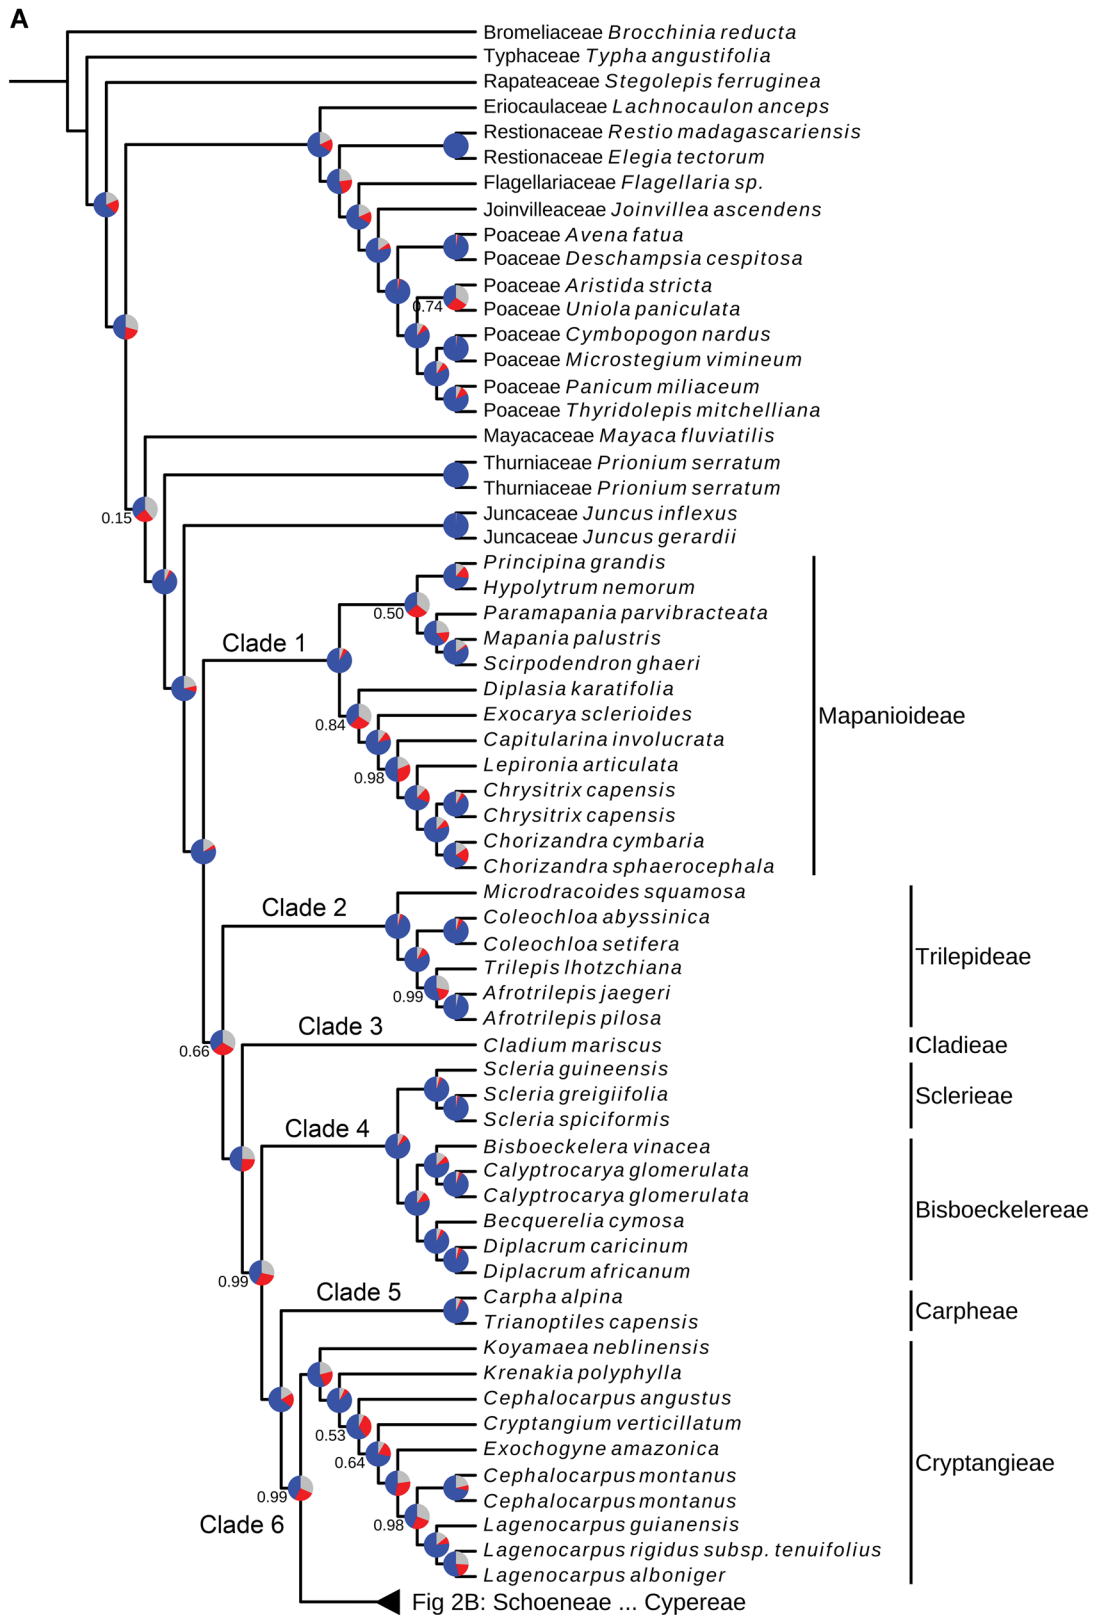 A
Bromeliaceae Brocchinia reducta
Typhaceae Typha angustifolia
Rapateaceae Stegolepis ferruginea
Eriocaulaceae Lachnocaulon anceps
Restionaceae Restio madagascariensis
Restionaceae Elegia tectorum
Flagellariaceae Flagellaria sp.
Joinvilleaceae Joinvillea ascendens
Poaceae Avena fatua
Poaceae Deschampsia cespitosa
Poaceae Aristida stricta
0.74
Poaceae Uniola paniculata
Poaceae Cymbopogon nardus
Poaceae Microstegium vimineum
Poaceae Panicum miliaceum
Poaceae Thyridolepis mitchelliana
Mayacaceae Mayaca fluviatilis
Thurniaceae Prionium serratum
Thurniaceae Prionium serratum
0.15
Juncaceae Juncus inflexus
Juncaceae Juncus gerardii
Principina grandis
Hypolytrum nemorum
0.50
Paramapania parvibracteata
Clade 1
Mapania palustris
Scirpodendron ghaeri
Diplasia karatifolia
Exocarya sclerioides
Mapanioideae
0.84
Capitularina involucrata
Lepironia articulata
0.98
Chrysitrix capensis
Chrysitrix capensis
Chorizandra cymbaria
Chorizandra sphaerocephala
Microdracoides squamosa
Clade 2
Coleochloa abyssinica
Coleochloa setifera
Trilepideae
Trilepis lhotzchiana
0.99
Afrotrilepis jaegeri
Afrotrilepis pilosa
Clade 3
Cladium mariscus
Cladieae
0.66
Scleria guineensis
Scleria greigiifolia
Sclerieae
Scleria spiciformis
Clade 4
Bisboeckelera vinacea
Calyptrocarya glomerulata
Calyptrocarya glomerulata
Bisboeckelereae
Becquerelia cymosa
Diplacrum caricinum
Diplacrum africanum
0.99
Clade 5
Carpha alpina
Carpheae
Trianoptiles capensis
Koyamaea neblinensis
Krenakia polyphylla
Cephalocarpus angustus
Cryptangium verticillatum
0.53
Exochogyne amazonica
0.64
Cryptangieae
Cephalocarpus montanus
0.99
Cephalocarpus montanus
Clade 6
0.98
Lagenocarpus guianensis
Lagenocarpus rigidus subsp. tenuifolius
Lagenocarpus alboniger
Fig 2B: Schoeneae ... Cypereae